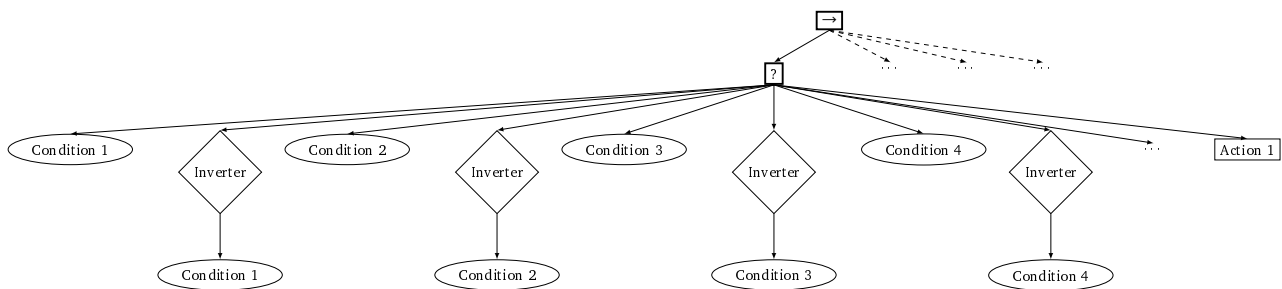 →
... ... ...
?
Condition 1 Condition 2 Condition 3 Condition 4 ... Action 1
Inverter Inverter Inverter Inverter
Condition 1 Condition 2 Condition 3 Condition 4